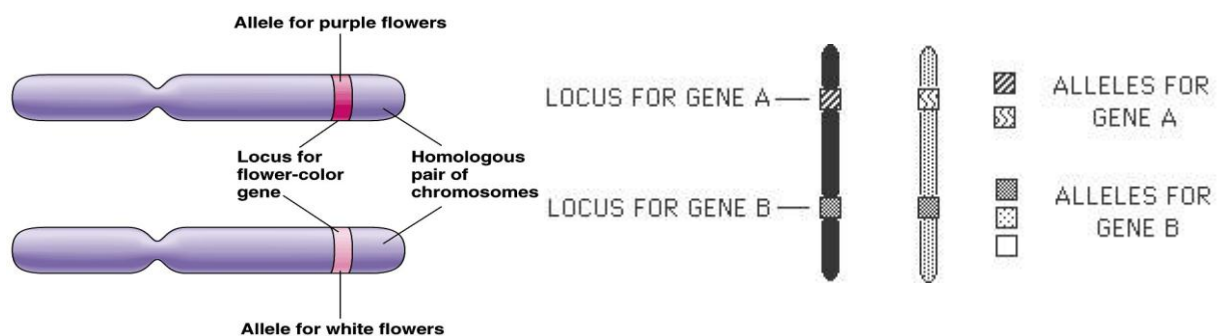 Allele for purple flowers
Locus for
flower-color
gene
Homologous
pair of
chromosomes
Allele for white flowers
LOCUS FOR GENE A
LOCUS FOR GENE B
ALLELES FOR
GENE A
ALLELES FOR
GENE B